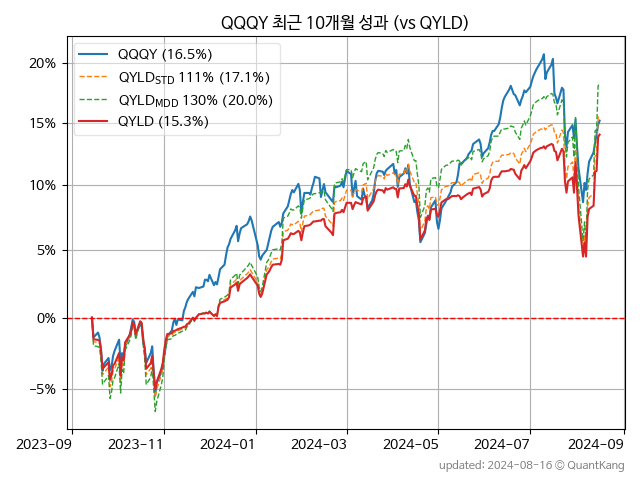 QQQY 최근 10개월 성과 (vs QYLD)
QQQY (16.5%)
QYLD_STD 111% (17.1%)
QYLD_MDD 130% (20.0%)
QYLD (15.3%)
20%
15%
10%
5%
0%
−5%
2023-09 2023-11 2024-01 2024-03 2024-05 2024-07 2024-09
updated: 2024-08-16 © QuantKang